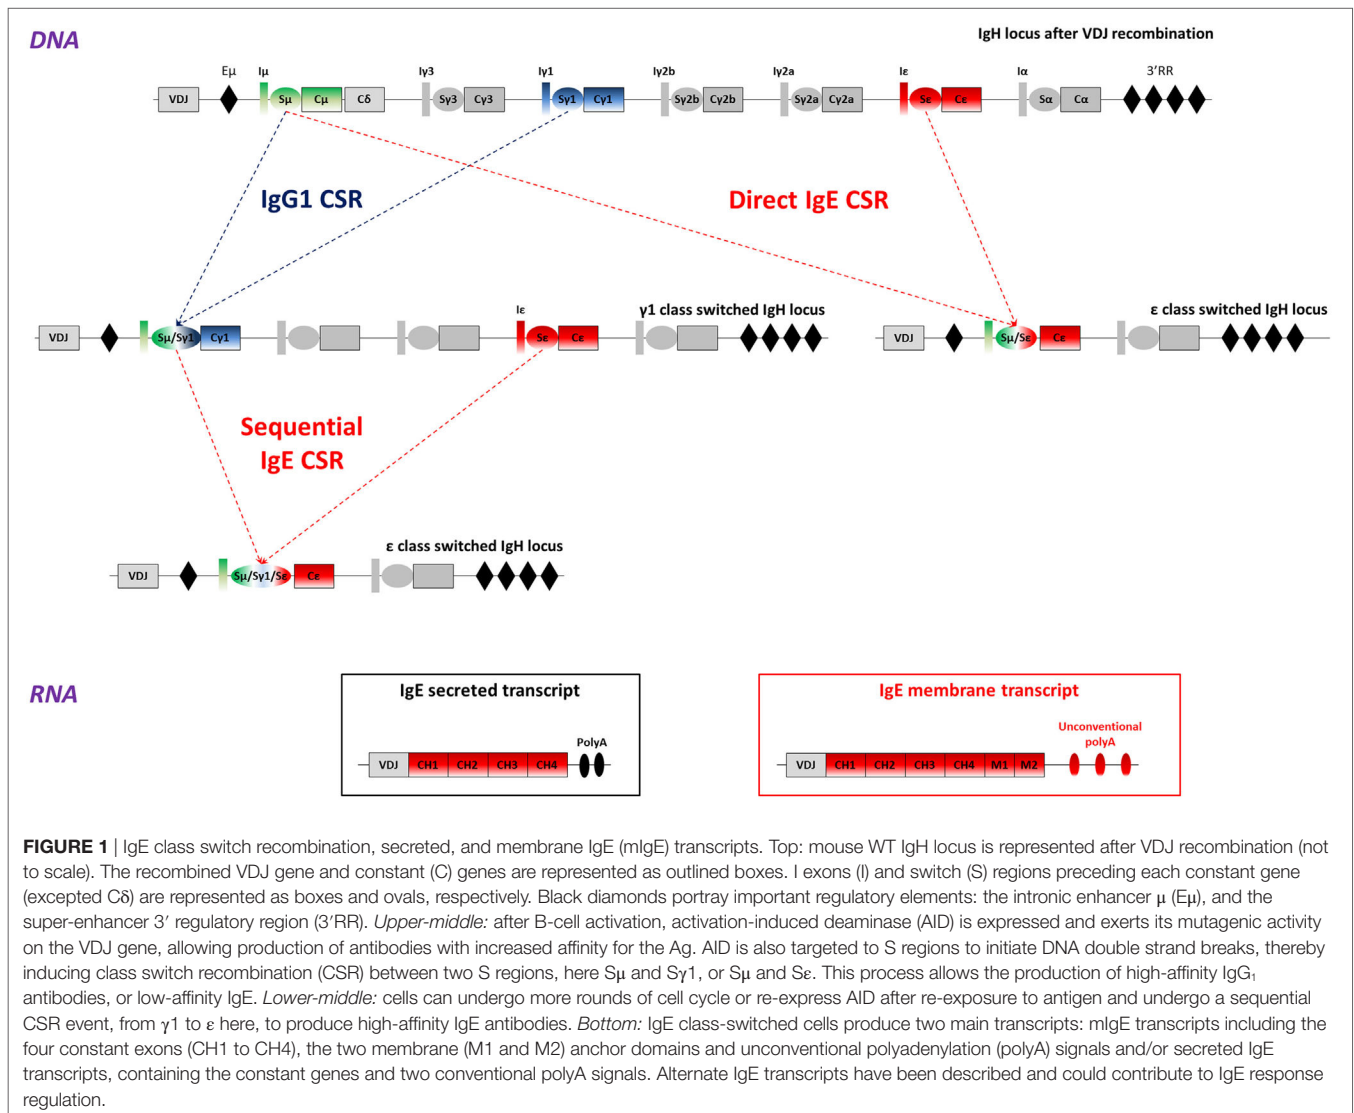 DNA
IgH locus after VDJ recombination
Eμ Iμ Iγ3 Iγ1 Iγ2b Iγ2a Iε Iα 3'RR
VDJ Sμ Cμ Cδ Sγ3 Cγ3 Sγ1 Cγ1 Sγ2b Cγ2b Sγ2a Cγ2a Sε Cε Sα Cα
IgG1 CSR
Direct IgE CSR
Iε γ1 class switched IgH locus ε class switched IgH locus
VDJ Sμ/Sγ1 Cγ1 Sε Cε VDJ Sμ/Sε Cε
Sequential
IgE CSR
ε class switched IgH locus
VDJ Sμ/Sγ1/Sε Cε
RNA
IgE secreted transcript
PolyA
VDJ CH1 CH2 CH3 CH4
IgE membrane transcript
Unconventional
polyA
VDJ CH1 CH2 CH3 CH4 M1 M2
FIGURE 1 | IgE class switch recombination, secreted, and membrane IgE (mIgE) transcripts. Top: mouse WT IgH locus is represented after VDJ recombination (not
to scale). The recombined VDJ gene and constant (C) genes are represented as outlined boxes. I exons (I) and switch (S) regions preceding each constant gene
(excepted Cδ) are represented as boxes and ovals, respectively. Black diamonds portray important regulatory elements: the intronic enhancer μ (Eμ), and the
super-enhancer 3′ regulatory region (3′RR). Upper-middle: after B-cell activation, activation-induced deaminase (AID) is expressed and exerts its mutagenic activity
on the VDJ gene, allowing production of antibodies with increased affinity for the Ag. AID is also targeted to S regions to initiate DNA double strand breaks, thereby
inducing class switch recombination (CSR) between two S regions, here Sμ and Sγ1, or Sμ and Sε. This process allows the production of high-affinity IgG₁
antibodies, or low-affinity IgE. Lower-middle: cells can undergo more rounds of cell cycle or re-express AID after re-exposure to antigen and undergo a sequential
CSR event, from γ1 to ε here, to produce high-affinity IgE antibodies. Bottom: IgE class-switched cells produce two main transcripts: mIgE transcripts including the
four constant exons (CH1 to CH4), the two membrane (M1 and M2) anchor domains and unconventional polyadenylation (polyA) signals and/or secreted IgE
transcripts, containing the constant genes and two conventional polyA signals. Alternate IgE transcripts have been described and could contribute to IgE response
regulation.